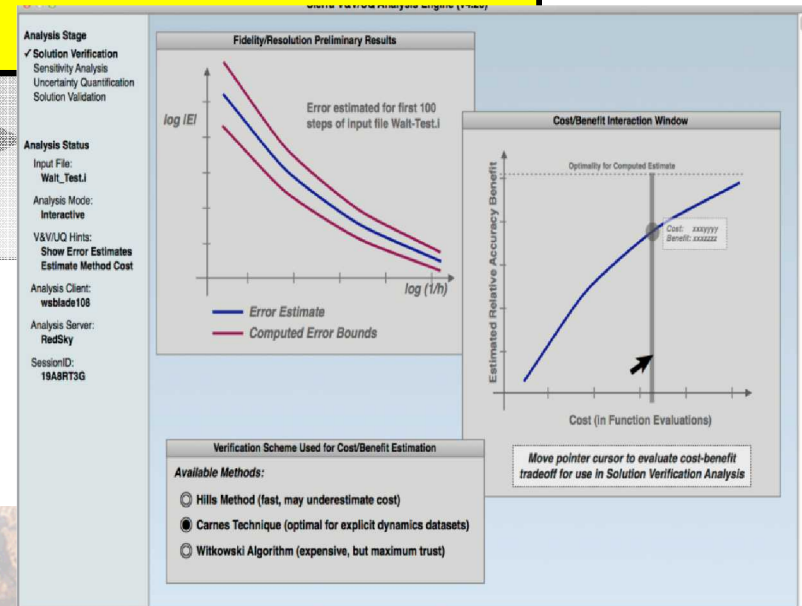 Sierra V&V/UQ Analysis Engine (V4.2b)
Analysis Stage
✓ Solution Verification
Sensitivity Analysis
Uncertainty Quantification
Solution Validation
Analysis Status
Input File:
Walt_Test.i
Analysis Mode:
Interactive
V&V/UQ Hints:
Show Error Estimates
Estimate Method Cost
Analysis Client:
wsblade108
Analysis Server:
RedSky
SessionID:
19A8RT3G
Fidelity/Resolution Preliminary Results
log |E|
Error estimated for first 100
steps of input file Walt-Test.i
log (1/h)
Error Estimate
Computed Error Bounds
Cost/Benefit Interaction Window
Optimality for Computed Estimate
Estimated Relative Accuracy Benefit
Cost: xxxyyyy
Benefit: xxxzzzz
Cost (in Function Evaluations)
Move pointer cursor to evaluate cost-benefit
tradeoff for use in Solution Verification Analysis
Verification Scheme Used for Cost/Benefit Estimation
Available Methods:
Hills Method (fast, may underestimate cost)
Carnes Technique (optimal for explicit dynamics datasets)
Witkowski Algorithm (expensive, but maximum trust)